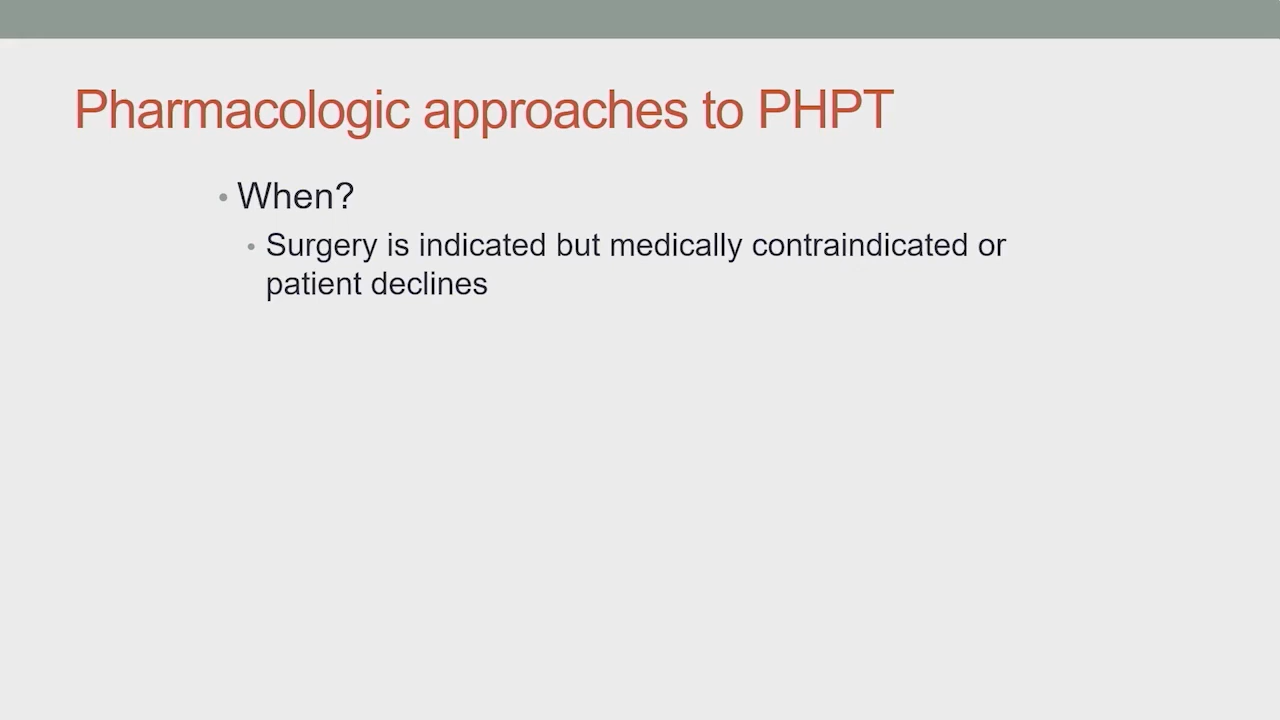 Pharmacologic approaches to PHPT
• When?
• Surgery is indicated but medically contraindicated or
patient declines